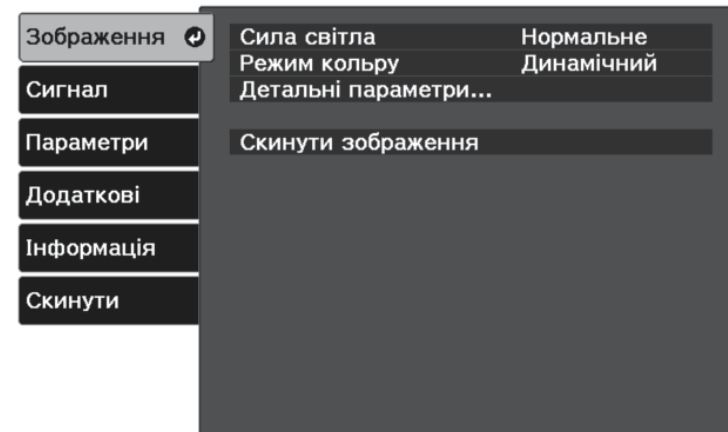 Зображення
Сигнал
Параметри
Додаткові
Інформація
Скинути
Сила світла Нормальне
Режим кольру Динамічний
Детальні параметри...
Скинути зображення